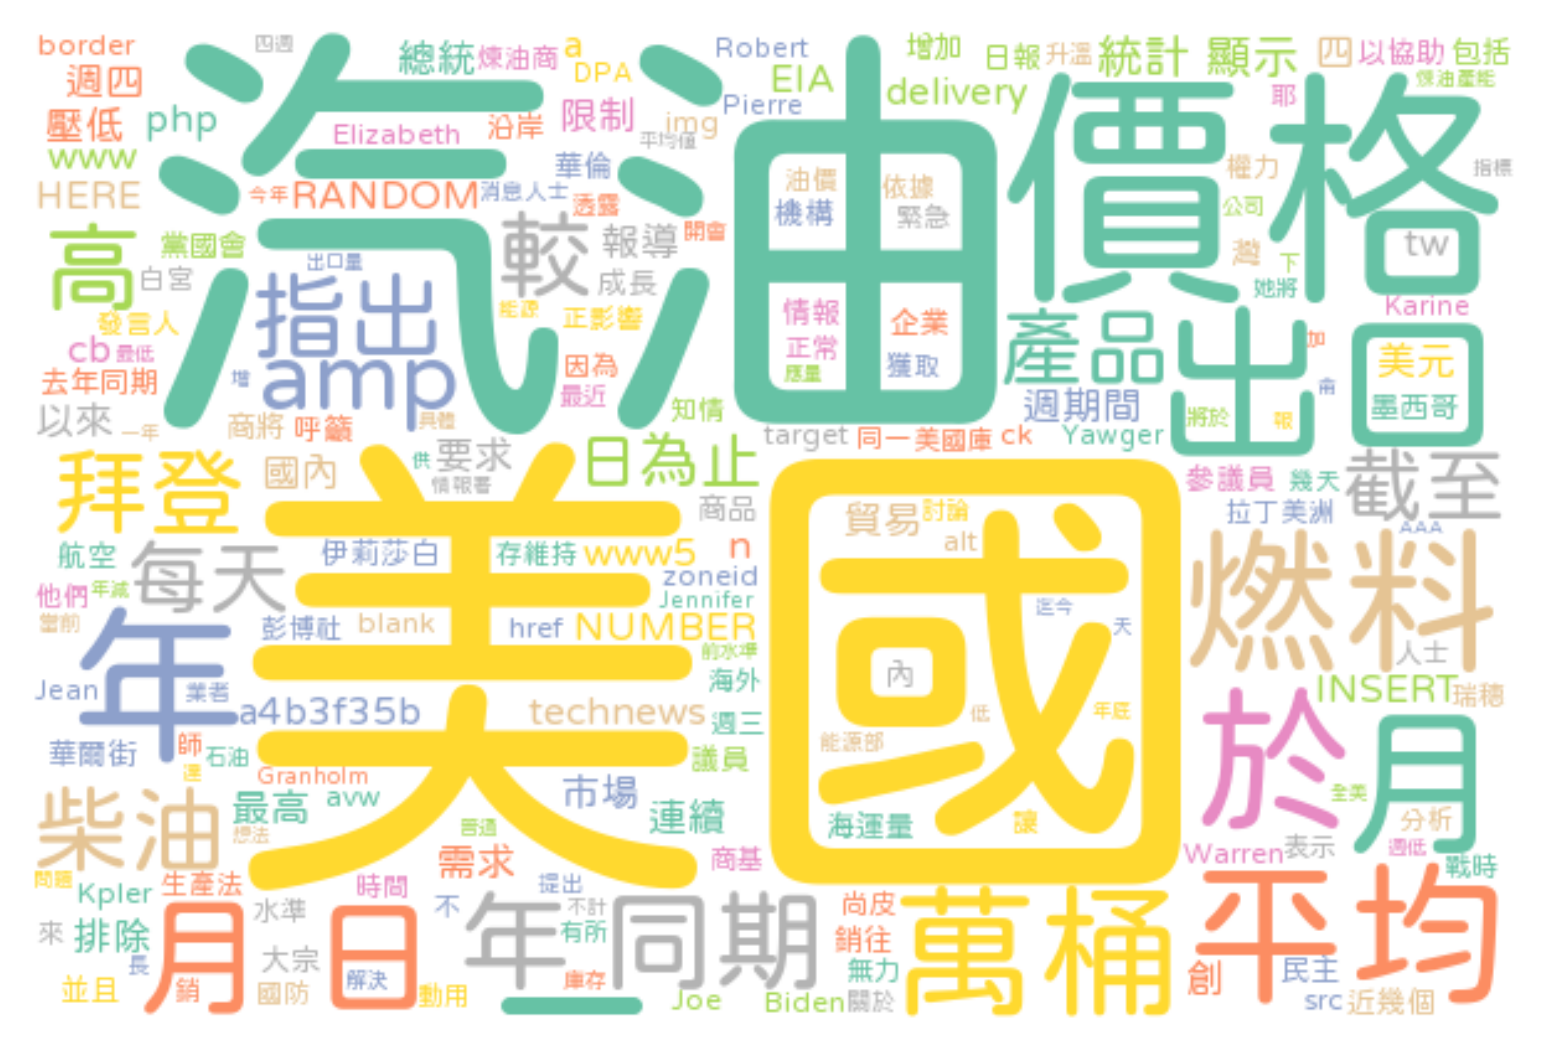 border 四週 總統 煉油商 a Robert 增加 日報 升溫 統計 顯示 四 以協助 包括
週四 DPA EIA 煉油產能
壓低 php 汽油 價格 限制 Pierre delivery 耶
Elizabeth 沿岸 img 平均值
www 華倫 權力 指標
HERE 今年 RANDOM 消息人士 透露 油價 依據 公司
機構 緊急
高 黨國會 較 報導 開會 灣 tw
白宮 出口量 成長 下 她將
指出 能源 正影響 情報 企業 Karine
發言人 正常 產品 出 加 日
cb 最低 amp 因為 應量 獲取 美元
去年同期 增 最近 週期間 侖 墨西哥
以來 一年 商將 呼籲 具體 知情 target 同一 美國庫 ck Yawger 將於 報
拜登 國內 供 要求 日為止 參議員 幾天 截至
情報署 商品 貿易 討論 拉丁美洲 AAA
航空 每天 伊莉莎白 存維持 www5 n alt 燃料
他們 年減 美國 zoneid
當前 Jennifer 迄今
年 彭博社 blank href NUMBER 天
前水準 人士
Jean 業者 海外 內 INSERT 瑞穗
a4b3f35b technews 週三 低 年底 於 月
華爾街 師 石油 議員 能源部
運 Granholm 市場
柴油 最高 avw 連續 海運量 讓 全美 分析
想法 普通 需求 商基 Warren 表示 週低 戰時
問題 Kpler 生產法 時間 提出 平均
月 水準 日 不 年同期 不計 尚皮 萬桶
來 排除 有所 銷往
長 大宗 解決 無力 創 民主
並且 銷 國防 動用 庫存 一 Joe Biden 關於 src 近幾個